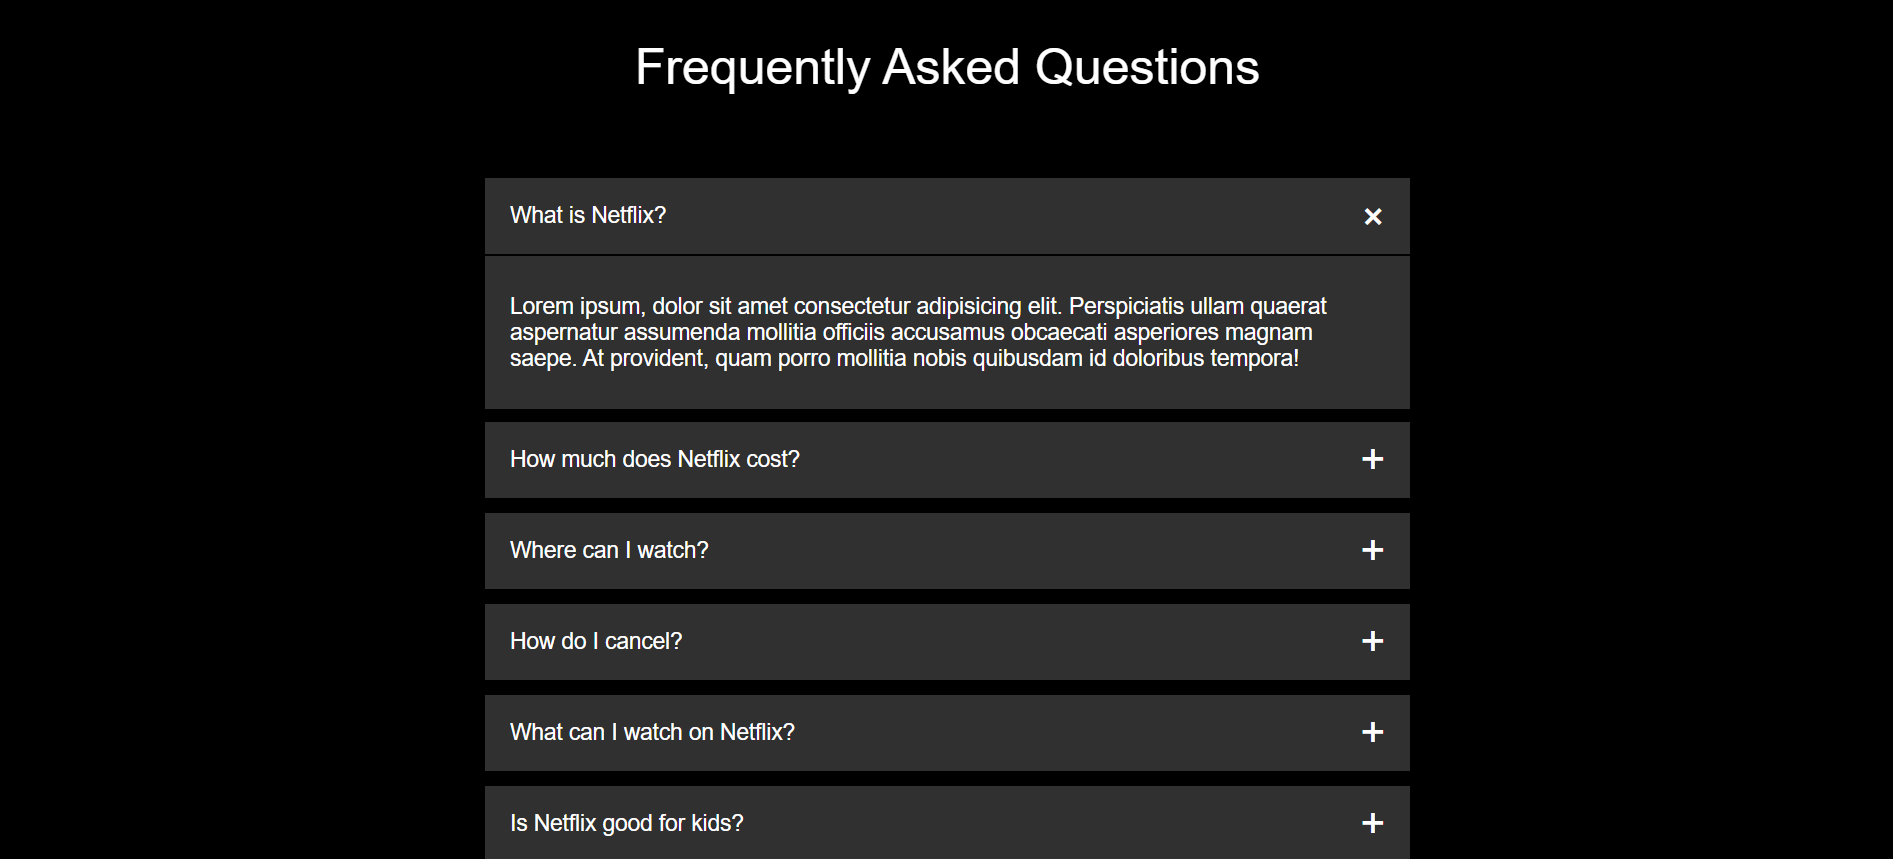 Frequently Asked Questions
What is Netflix?
Lorem ipsum, dolor sit amet consectetur adipisicing elit. Perspiciatis ullam quaerat
aspernatur assumenda mollitia officiis accusamus obcaecati asperiores magnam
saepe. At provident, quam porro mollitia nobis quibusdam id doloribus tempora!
How much does Netflix cost?
Where can I watch?
How do I cancel?
What can I watch on Netflix?
Is Netflix good for kids?